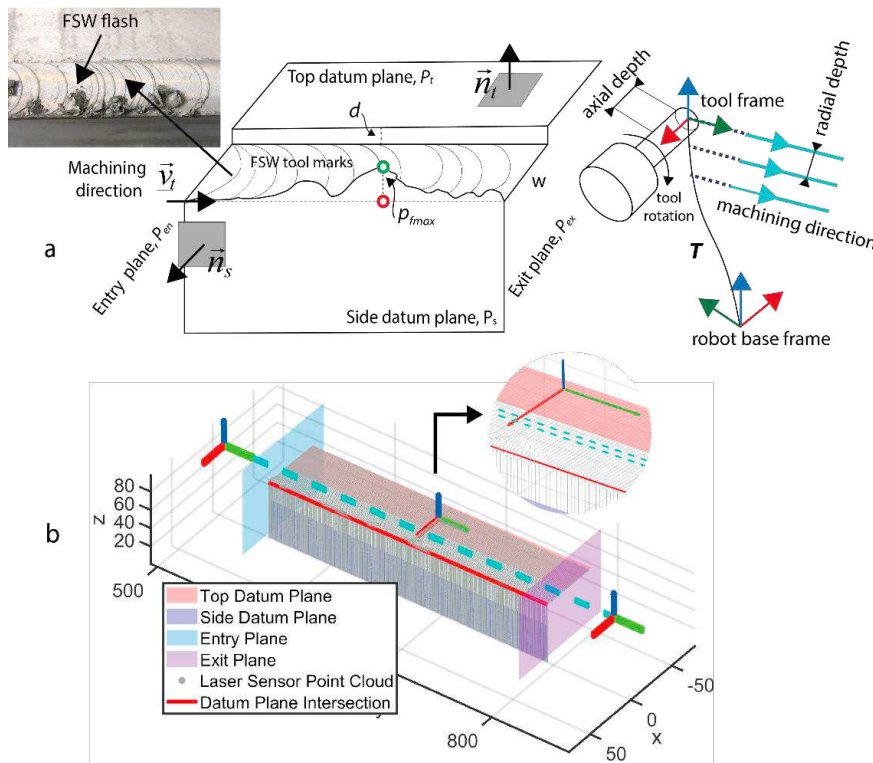 FSW flash
Top datum plane, Pt
n⃗t
d
FSW tool marks
w
Machining
direction
v⃗t
pfmax
a
Entry plane, Pen
n⃗s
Exit plane, Pex
Side datum plane, Ps
axial depth
tool frame
radial depth
tool
rotation
machining direction
T
robot base frame
b
z
80
60
40
20
500
800
-50
0
50
x
Top Datum Plane
Side Datum Plane
Entry Plane
Exit Plane
Laser Sensor Point Cloud
Datum Plane Intersection